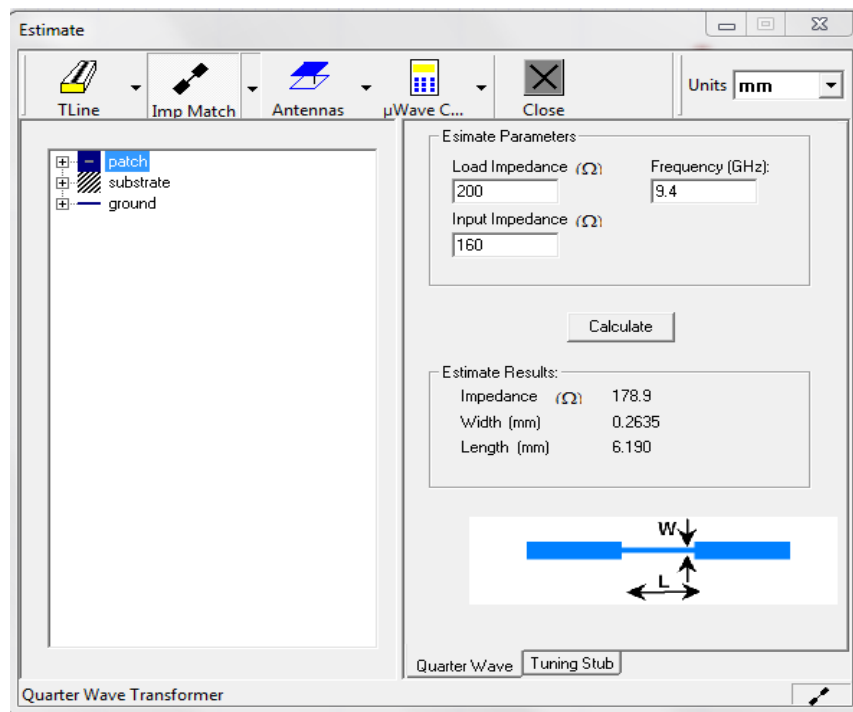 Estimate
TLine Imp Match Antennas µWave C... Close Units mm
patch
substrate
ground
Esimate Parameters
Load Impedance (Ω) Frequency (GHz):
200 9.4
Input Impedance (Ω)
160
Calculate
Estimate Results:
Impedance (Ω) 178.9
Width (mm) 0.2635
Length (mm) 6.190
W
L
Quarter Wave Tuning Stub
Quarter Wave Transformer